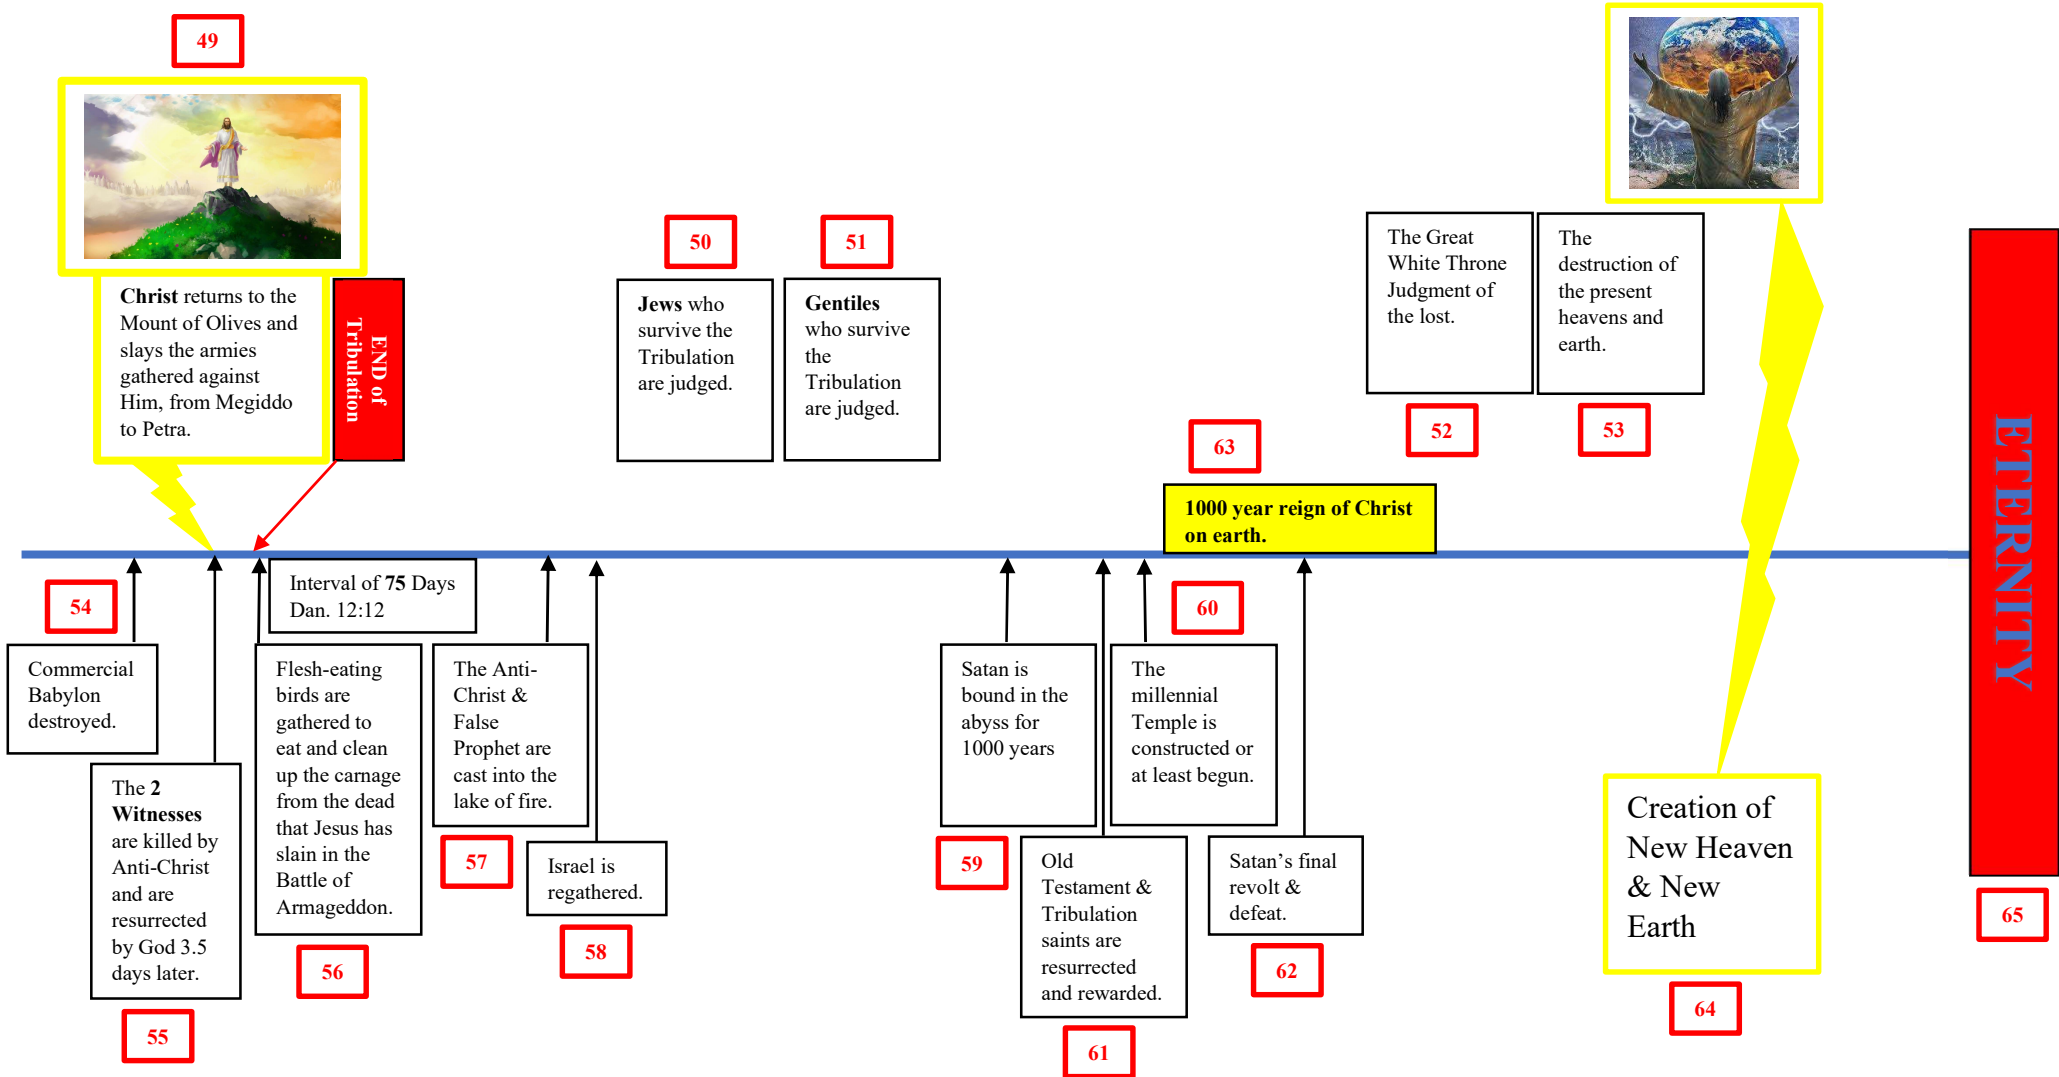 49
Christ returns to the
Mount of Olives and
slays the armies
gathered against
Him, from Megiddo
to Petra.
END of
Tribulation
50
Jews who
survive the
Tribulation
are judged.
51
Gentiles
who survive
the
Tribulation
are judged.
The Great
White Throne
Judgment of
the lost.
52
The
destruction of
the present
heavens and
earth.
53
63
1000 year reign of Christ
on earth.
ETERNITY
65
54
Commercial
Babylon
destroyed.
The 2
Witnesses
are killed by
Anti-Christ
and are
resurrected
by God 3.5
days later.
55
Interval of 75 Days
Dan. 12:12
Flesh-eating
birds are
gathered to
eat and clean
up the carnage
from the dead
that Jesus has
slain in the
Battle of
Armageddon.
56
The Anti-
Christ &
False
Prophet are
cast into the
lake of fire.
57
Israel is
regathered.
58
Satan is
bound in the
abyss for
1000 years
59
60
The
millennial
Temple is
constructed or
at least begun.
Old
Testament &
Tribulation
saints are
resurrected
and rewarded.
61
Satan’s final
revolt &
defeat.
62
Creation of
New Heaven
& New
Earth
64